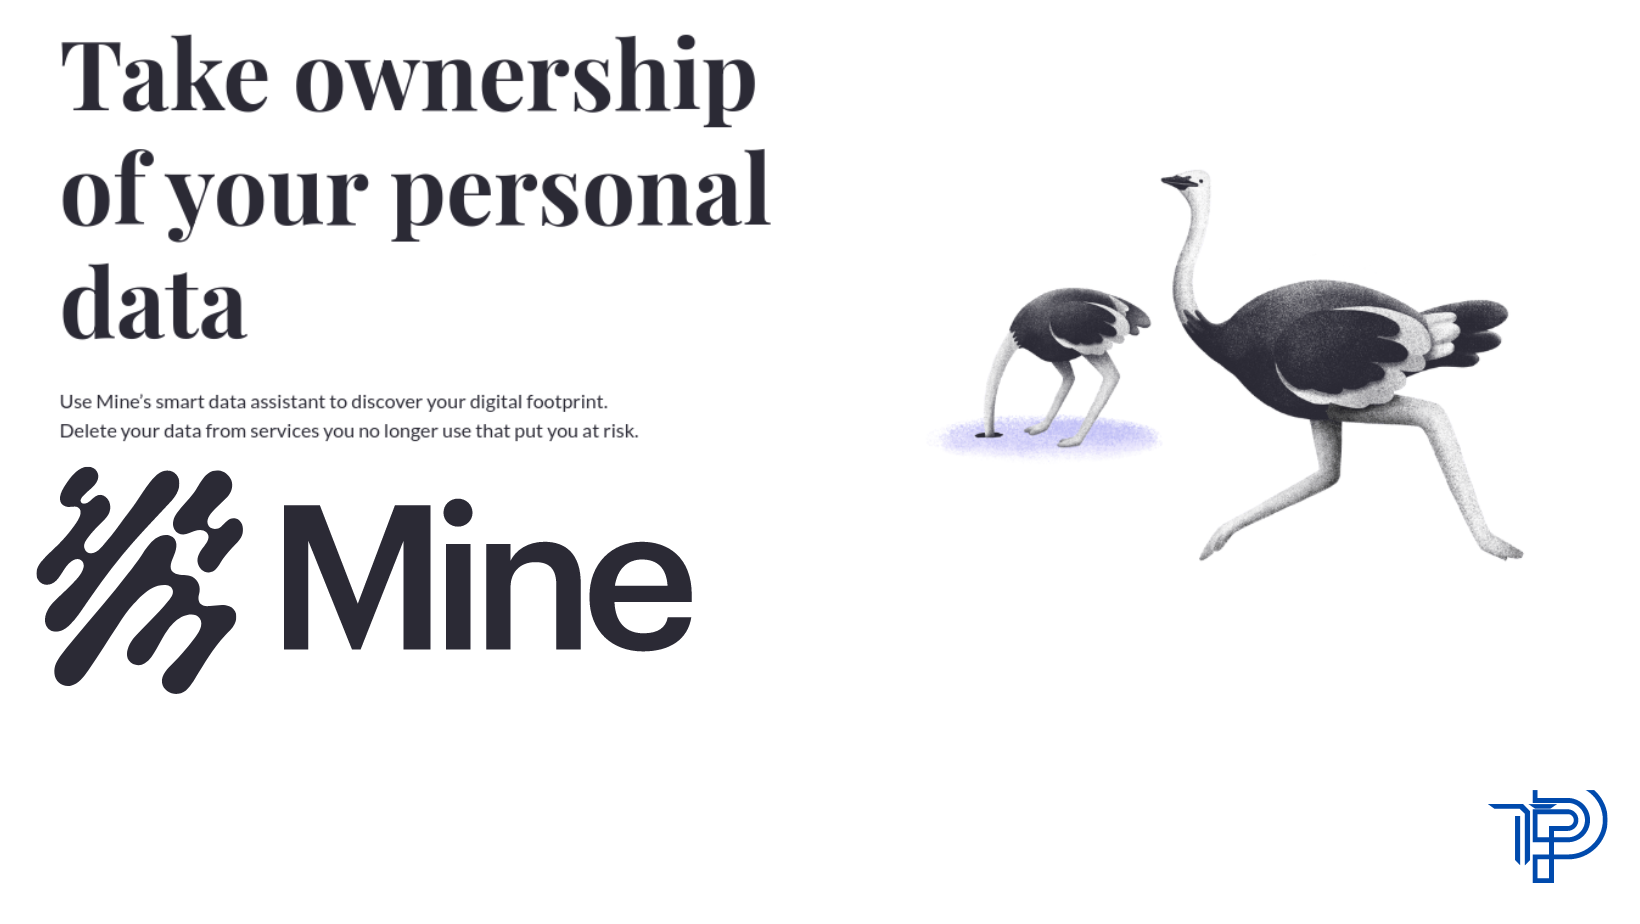 Take ownership
of your personal
data
Use Mine’s smart data assistant to discover your digital footprint.
Delete your data from services you no longer use that put you at risk.
Mine